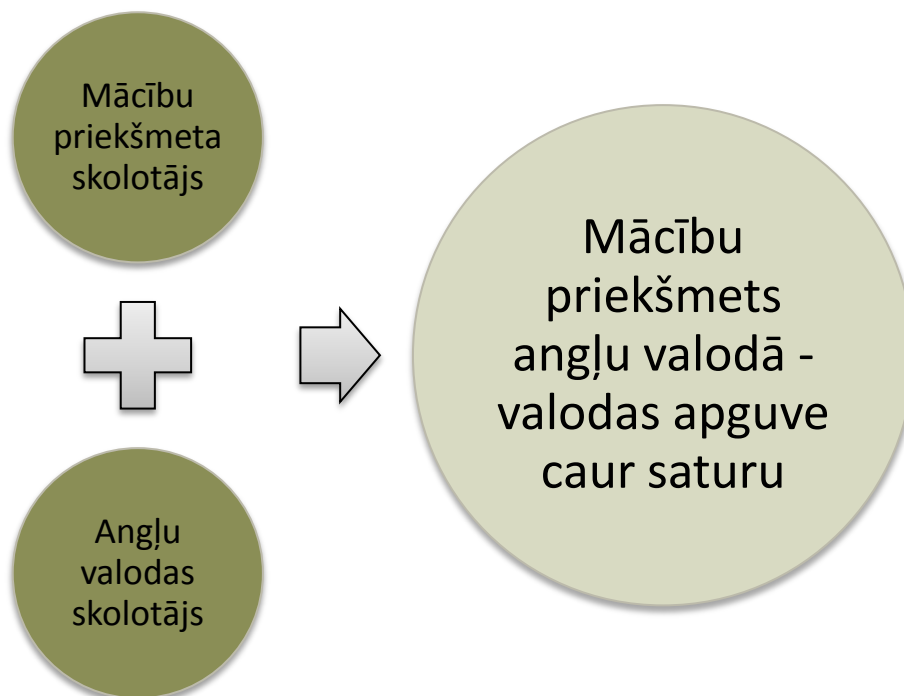 Mācību
priekšmeta
skolotājs
Angļu
valodas
skolotājs
Mācību
priekšmets
angļu valodā -
valodas apguve
caur saturu